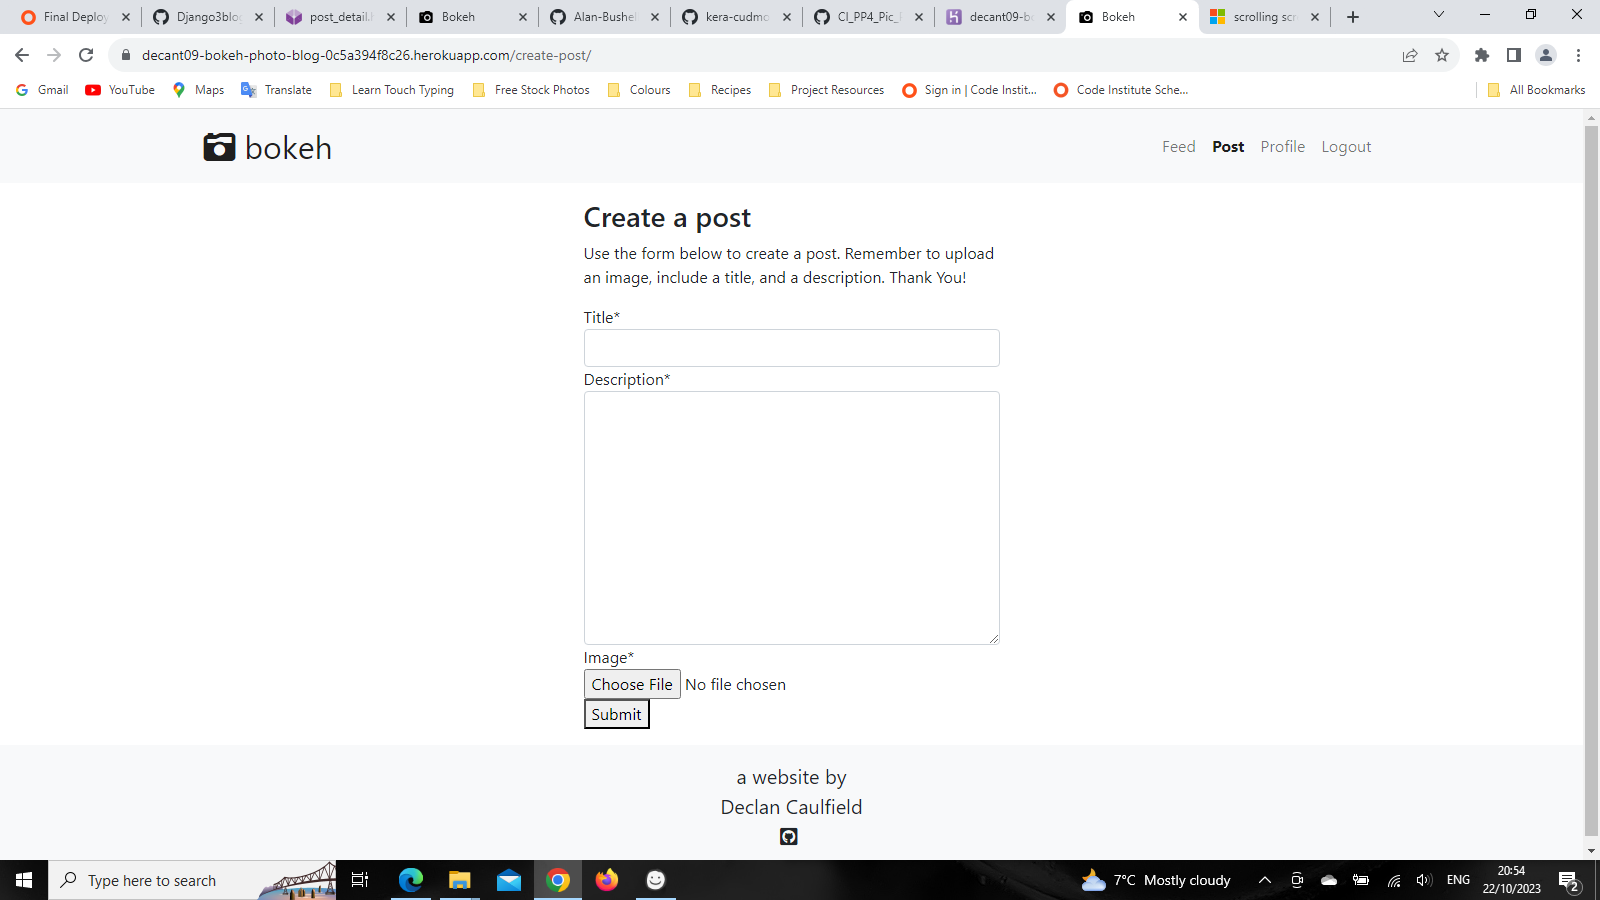 Final Deploy
Django3blog
post_detail.h
Bokeh
Alan-Bushel
kera-cudmo
CI_PP4_Pic_
decant09-bo
Bokeh
scrolling scr
decant09-bokeh-photo-blog-0c5a394f8c26.herokuapp.com/create-post/
Gmail
YouTube
Maps
Translate
Learn Touch Typing
Free Stock Photos
Colours
Recipes
Project Resources
Sign in | Code Instit...
Code Institute Sche...
All Bookmarks
bokeh
Feed
Post
Profile
Logout
Create a post
Use the form below to create a post. Remember to upload
an image, include a title, and a description. Thank You!
Title*
Description*
Image*
Choose File No file chosen
Submit
a website by
Declan Caulfield
Type here to search
7°C Mostly cloudy
ENG
20:54
22/10/2023
2